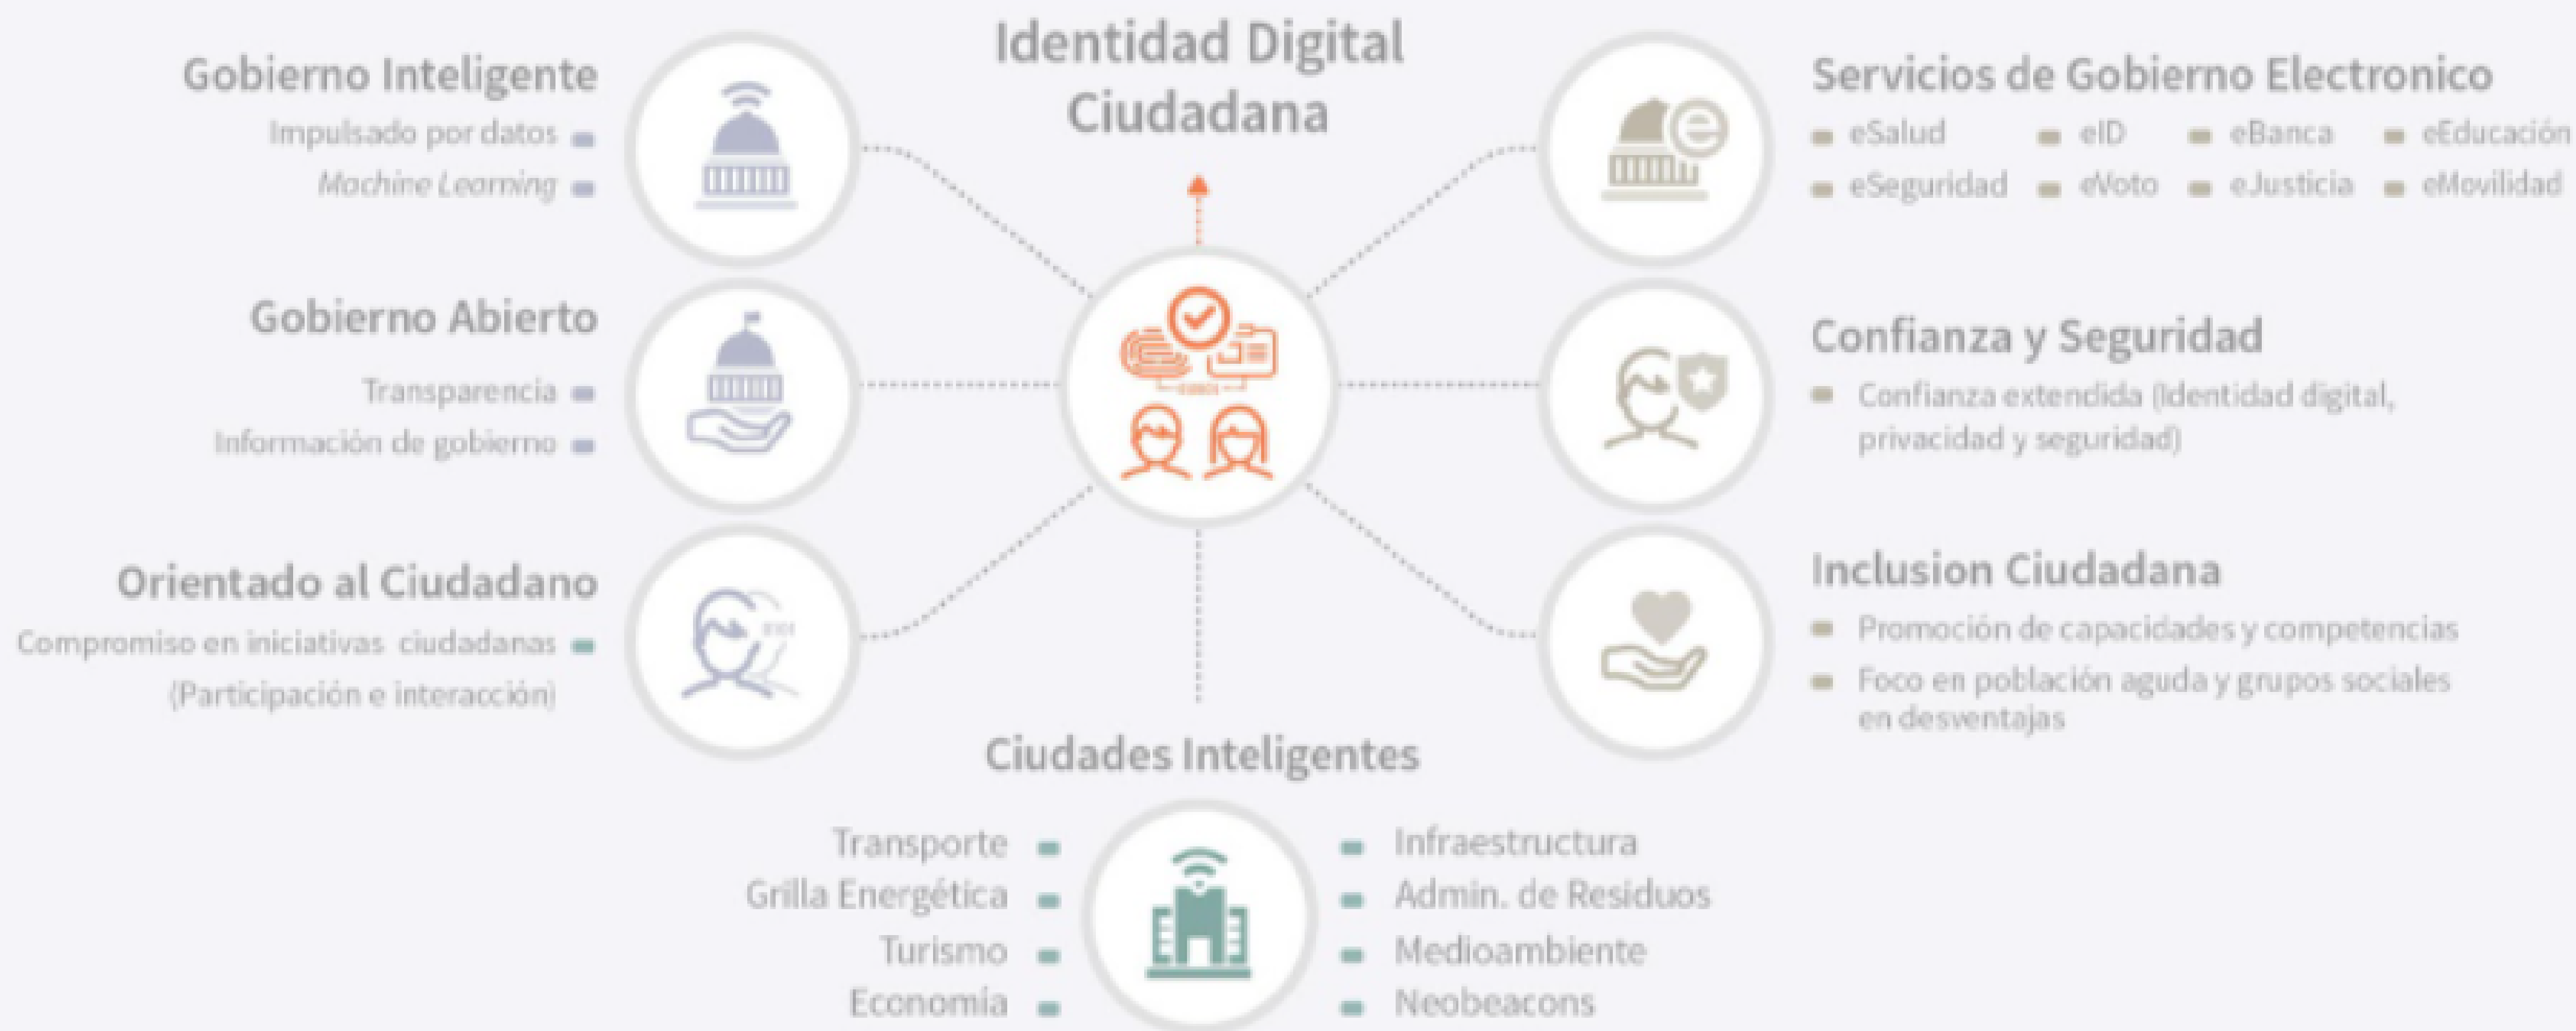 Identidad Digital
Ciudadana
Gobierno Inteligente
Impulsado por datos
Machine Learning
Gobierno Abierto
Transparencia
Información de gobierno
Orientado al Ciudadano
Compromiso en iniciativas ciudadanas
(Participación e interacción)
Servicios de Gobierno Electronico
eSalud eID eBanca eEducación
eSeguridad eVoto eJusticia eMovilidad
Confianza y Seguridad
Confianza extendida (Identidad digital,
privacidad y seguridad)
Inclusion Ciudadana
Promoción de capacidades y competencias
Foco en población aguda y grupos sociales
en desventajas
Ciudades Inteligentes
Transporte
Grilla Energética
Turismo
Economía
Infraestructura
Admin. de Residuos
Medioambiente
Neobeacons